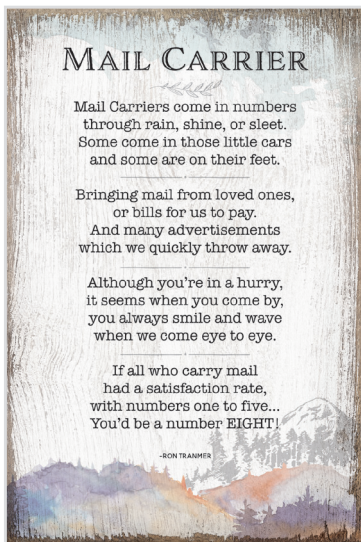 MAIL CARRIER
Mail Carriers come in numbers
through rain, shine, or sleet.
Some come in those little cars
and some are on their feet.
Bringing mail from loved ones,
or bills for us to pay.
And many advertisements
which we quickly throw away.
Although you're in a hurry,
it seems when you come by,
you always smile and wave
when we come eye to eye.
If all who carry mail
had a satisfaction rate,
with numbers one to five...
You'd be a number EIGHT!
-RON TRANMER